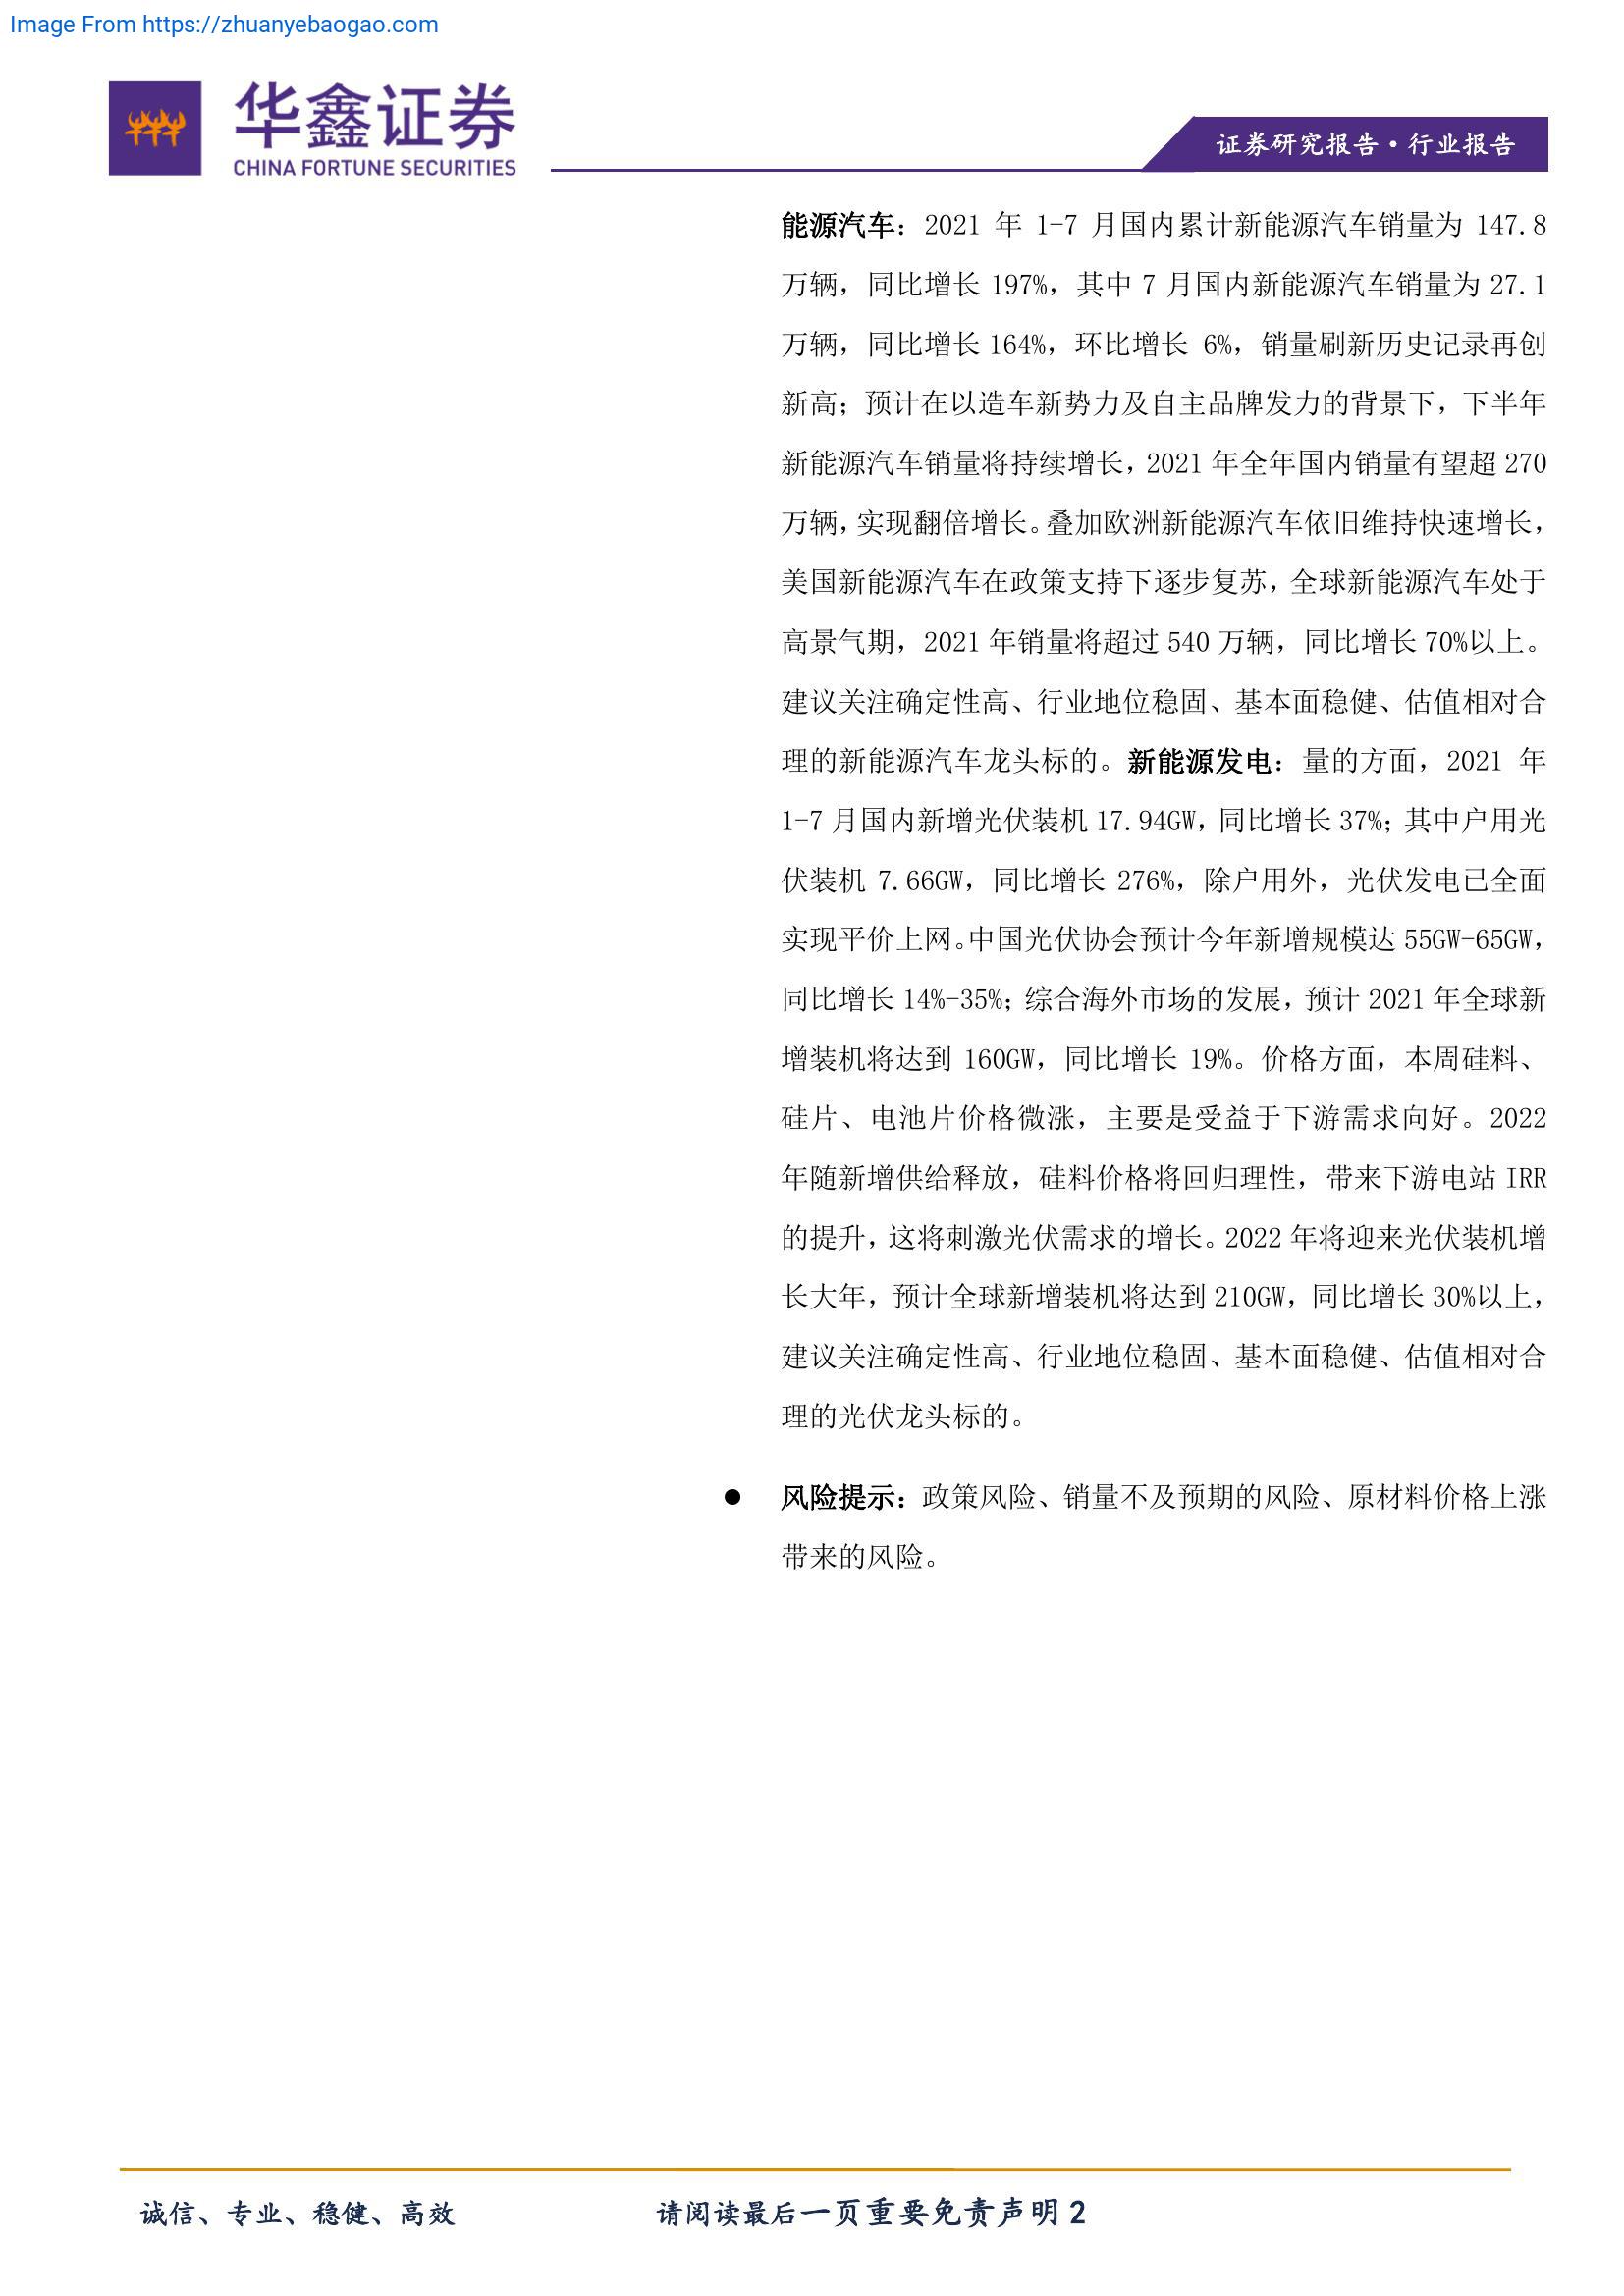 Image From https://zhuanyebaogao.com
华鑫证券
CHINA FORTUNE SECURITIES
证券研究报告·行业报告
能源汽车：2021 年 1-7 月国内累计新能源汽车销量为 147.8
万辆，同比增长 197%，其中 7 月国内新能源汽车销量为 27.1
万辆，同比增长 164%，环比增长 6%，销量刷新历史记录再创
新高；预计在以造车新势力及自主品牌发力的背景下，下半年
新能源汽车销量将持续增长，2021 年全年国内销量有望超 270
万辆，实现翻倍增长。叠加欧洲新能源汽车依旧维持快速增长，
美国新能源汽车在政策支持下逐步复苏，全球新能源汽车处于
高景气期，2021 年销量将超过 540 万辆，同比增长 70%以上。
建议关注确定性高、行业地位稳固、基本面稳健、估值相对合
理的新能源汽车龙头标的。新能源发电：量的方面，2021 年
1-7 月国内新增光伏装机 17.94GW，同比增长 37%；其中户用光
伏装机 7.66GW，同比增长 276%，除户用外，光伏发电已全面
实现平价上网。中国光伏协会预计今年新增规模达 55GW-65GW，
同比增长 14%-35%；综合海外市场的发展，预计 2021 年全球新
增装机将达到 160GW，同比增长 19%。价格方面，本周硅料、
硅片、电池片价格微涨，主要是受益于下游需求向好。2022
年随新增供给释放，硅料价格将回归理性，带来下游电站 IRR
的提升，这将刺激光伏需求的增长。2022 年将迎来光伏装机增
长大年，预计全球新增装机将达到 210GW，同比增长 30%以上，
建议关注确定性高、行业地位稳固、基本面稳健、估值相对合
理的光伏龙头标的。
● 风险提示：政策风险、销量不及预期的风险、原材料价格上涨
带来的风险。
诚信、专业、稳健、高效 请阅读最后一页重要免责声明 2